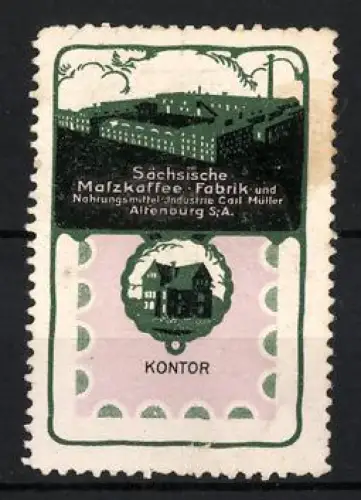 Sächsische
Malzkaffee-Fabrik und
Nahrungsmittel-Industrie Carl Müller
Altenburg S.A.
KONTOR